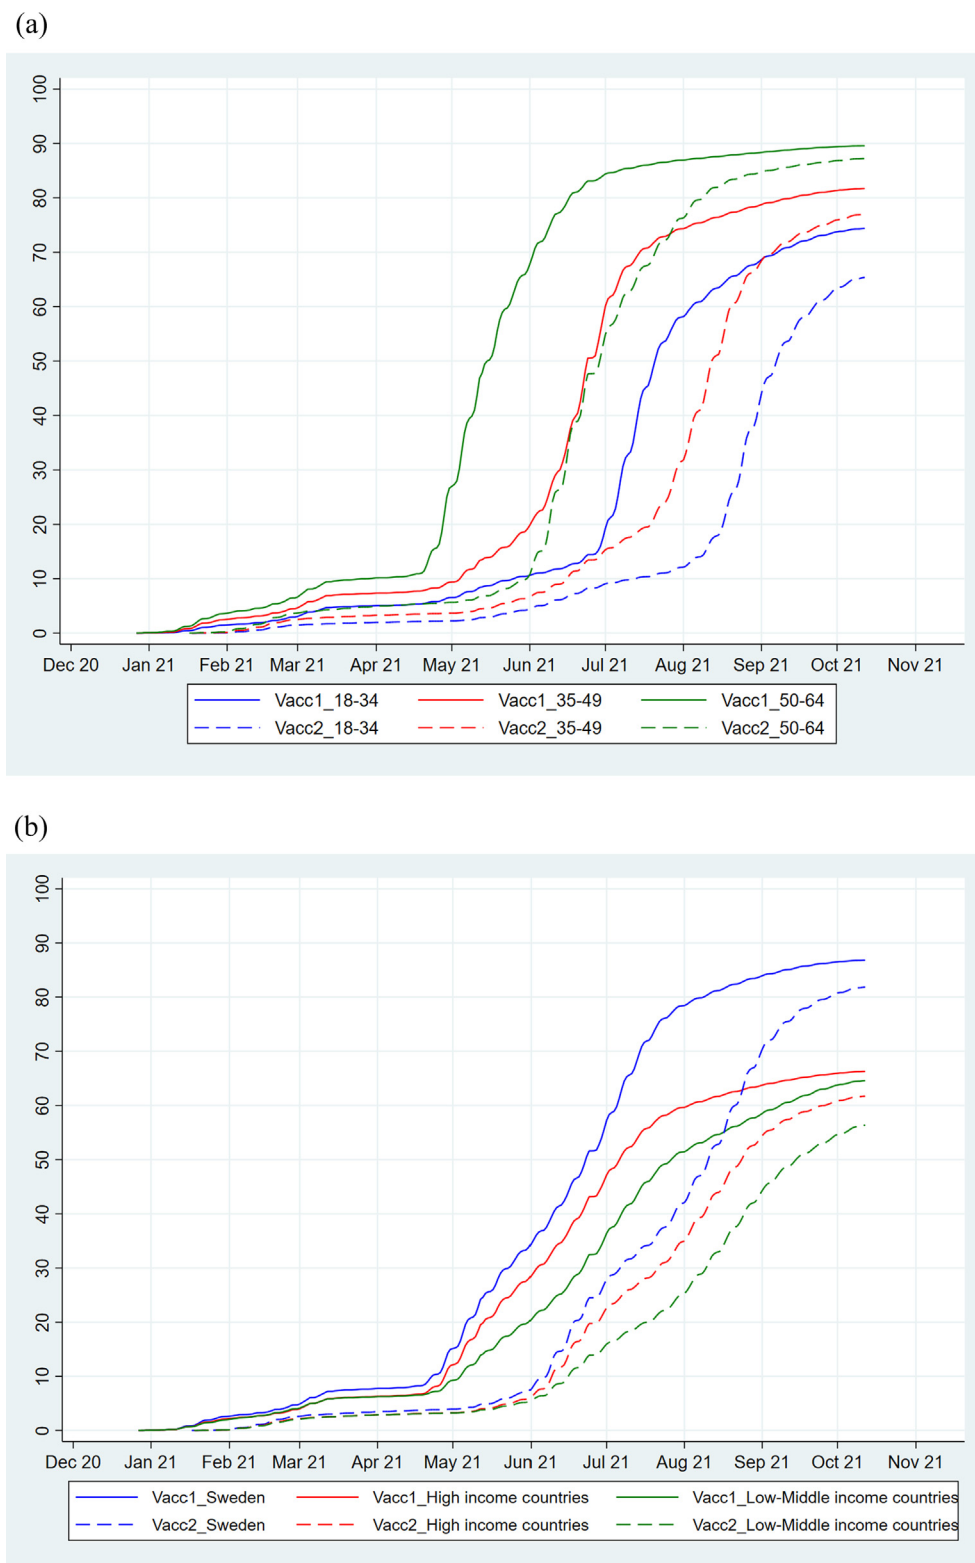 (a)
100
90
80
70
60
50
40
30
20
10
0
Dec 20 Jan 21 Feb 21 Mar 21 Apr 21 May 21 Jun 21 Jul 21 Aug 21 Sep 21 Oct 21 Nov 21
Vacc1_18-34 Vacc1_35-49 Vacc1_50-64
Vacc2_18-34 Vacc2_35-49 Vacc2_50-64
(b)
100
90
80
70
60
50
40
30
20
10
0
Dec 20 Jan 21 Feb 21 Mar 21 Apr 21 May 21 Jun 21 Jul 21 Aug 21 Sep 21 Oct 21 Nov 21
Vacc1_Sweden Vacc1_High income countries Vacc1_Low-Middle income countries
Vacc2_Sweden Vacc2_High income countries Vacc2_Low-Middle income countries